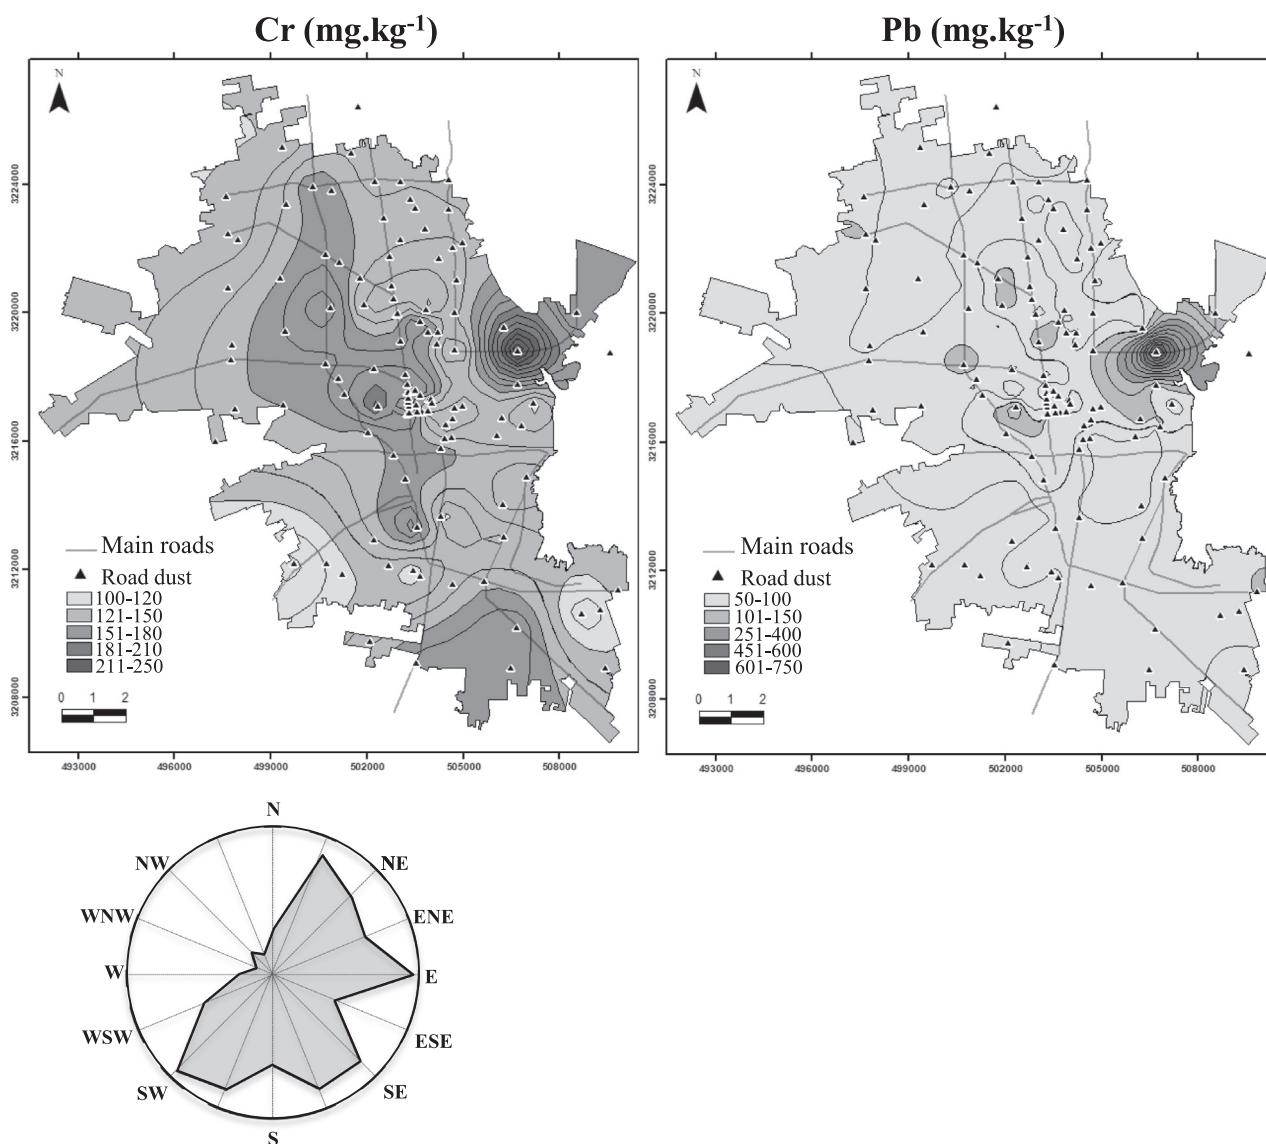 Cr (mg.kg⁻¹)
Pb (mg.kg⁻¹)
N
3224000
3220000
3216000
3212000
3208000
Main roads
Road dust
100-120
121-150
151-180
181-210
211-250
0 1 2
493000 496000 499000 502000 505000 508000
N
3224000
3220000
3216000
3212000
3208000
Main roads
Road dust
50-100
101-150
251-400
451-600
601-750
0 1 2
493000 496000 499000 502000 505000 508000
N
NW NE
WNW ENE
W E
WSW ESE
SW SE
S